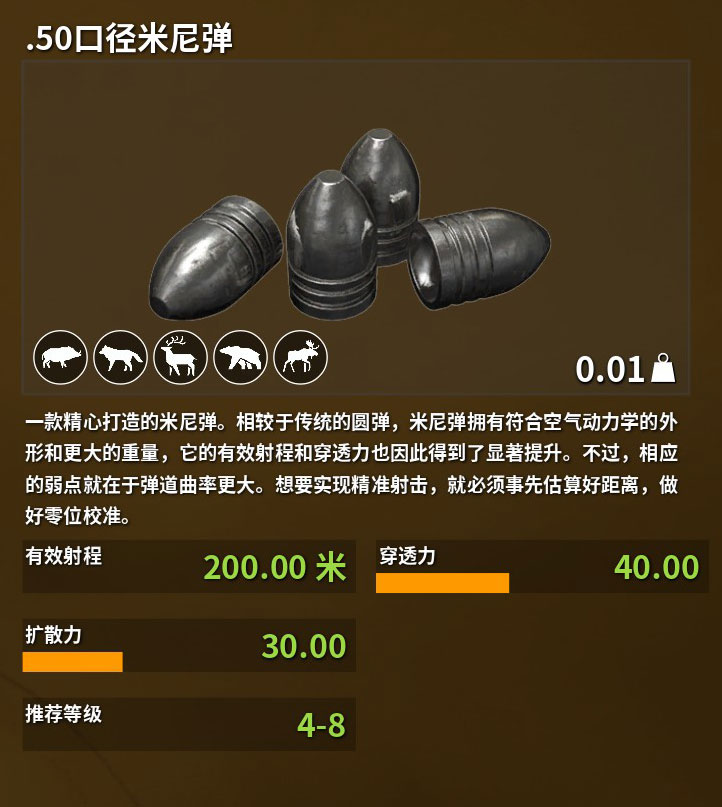 .50口径米尼弹
0.01
一款精心打造的米尼弹。相较于传统的圆弹，米尼弹拥有符合空气动力学的外
形和更大的重量，它的有效射程和穿透力也因此得到了显著提升。不过，相应
的弱点就在于弹道曲率更大。想要实现精准射击，就必须事先估算好距离，做
好零位校准。
有效射程 200.00 米
穿透力 40.00
扩散力 30.00
推荐等级 4-8